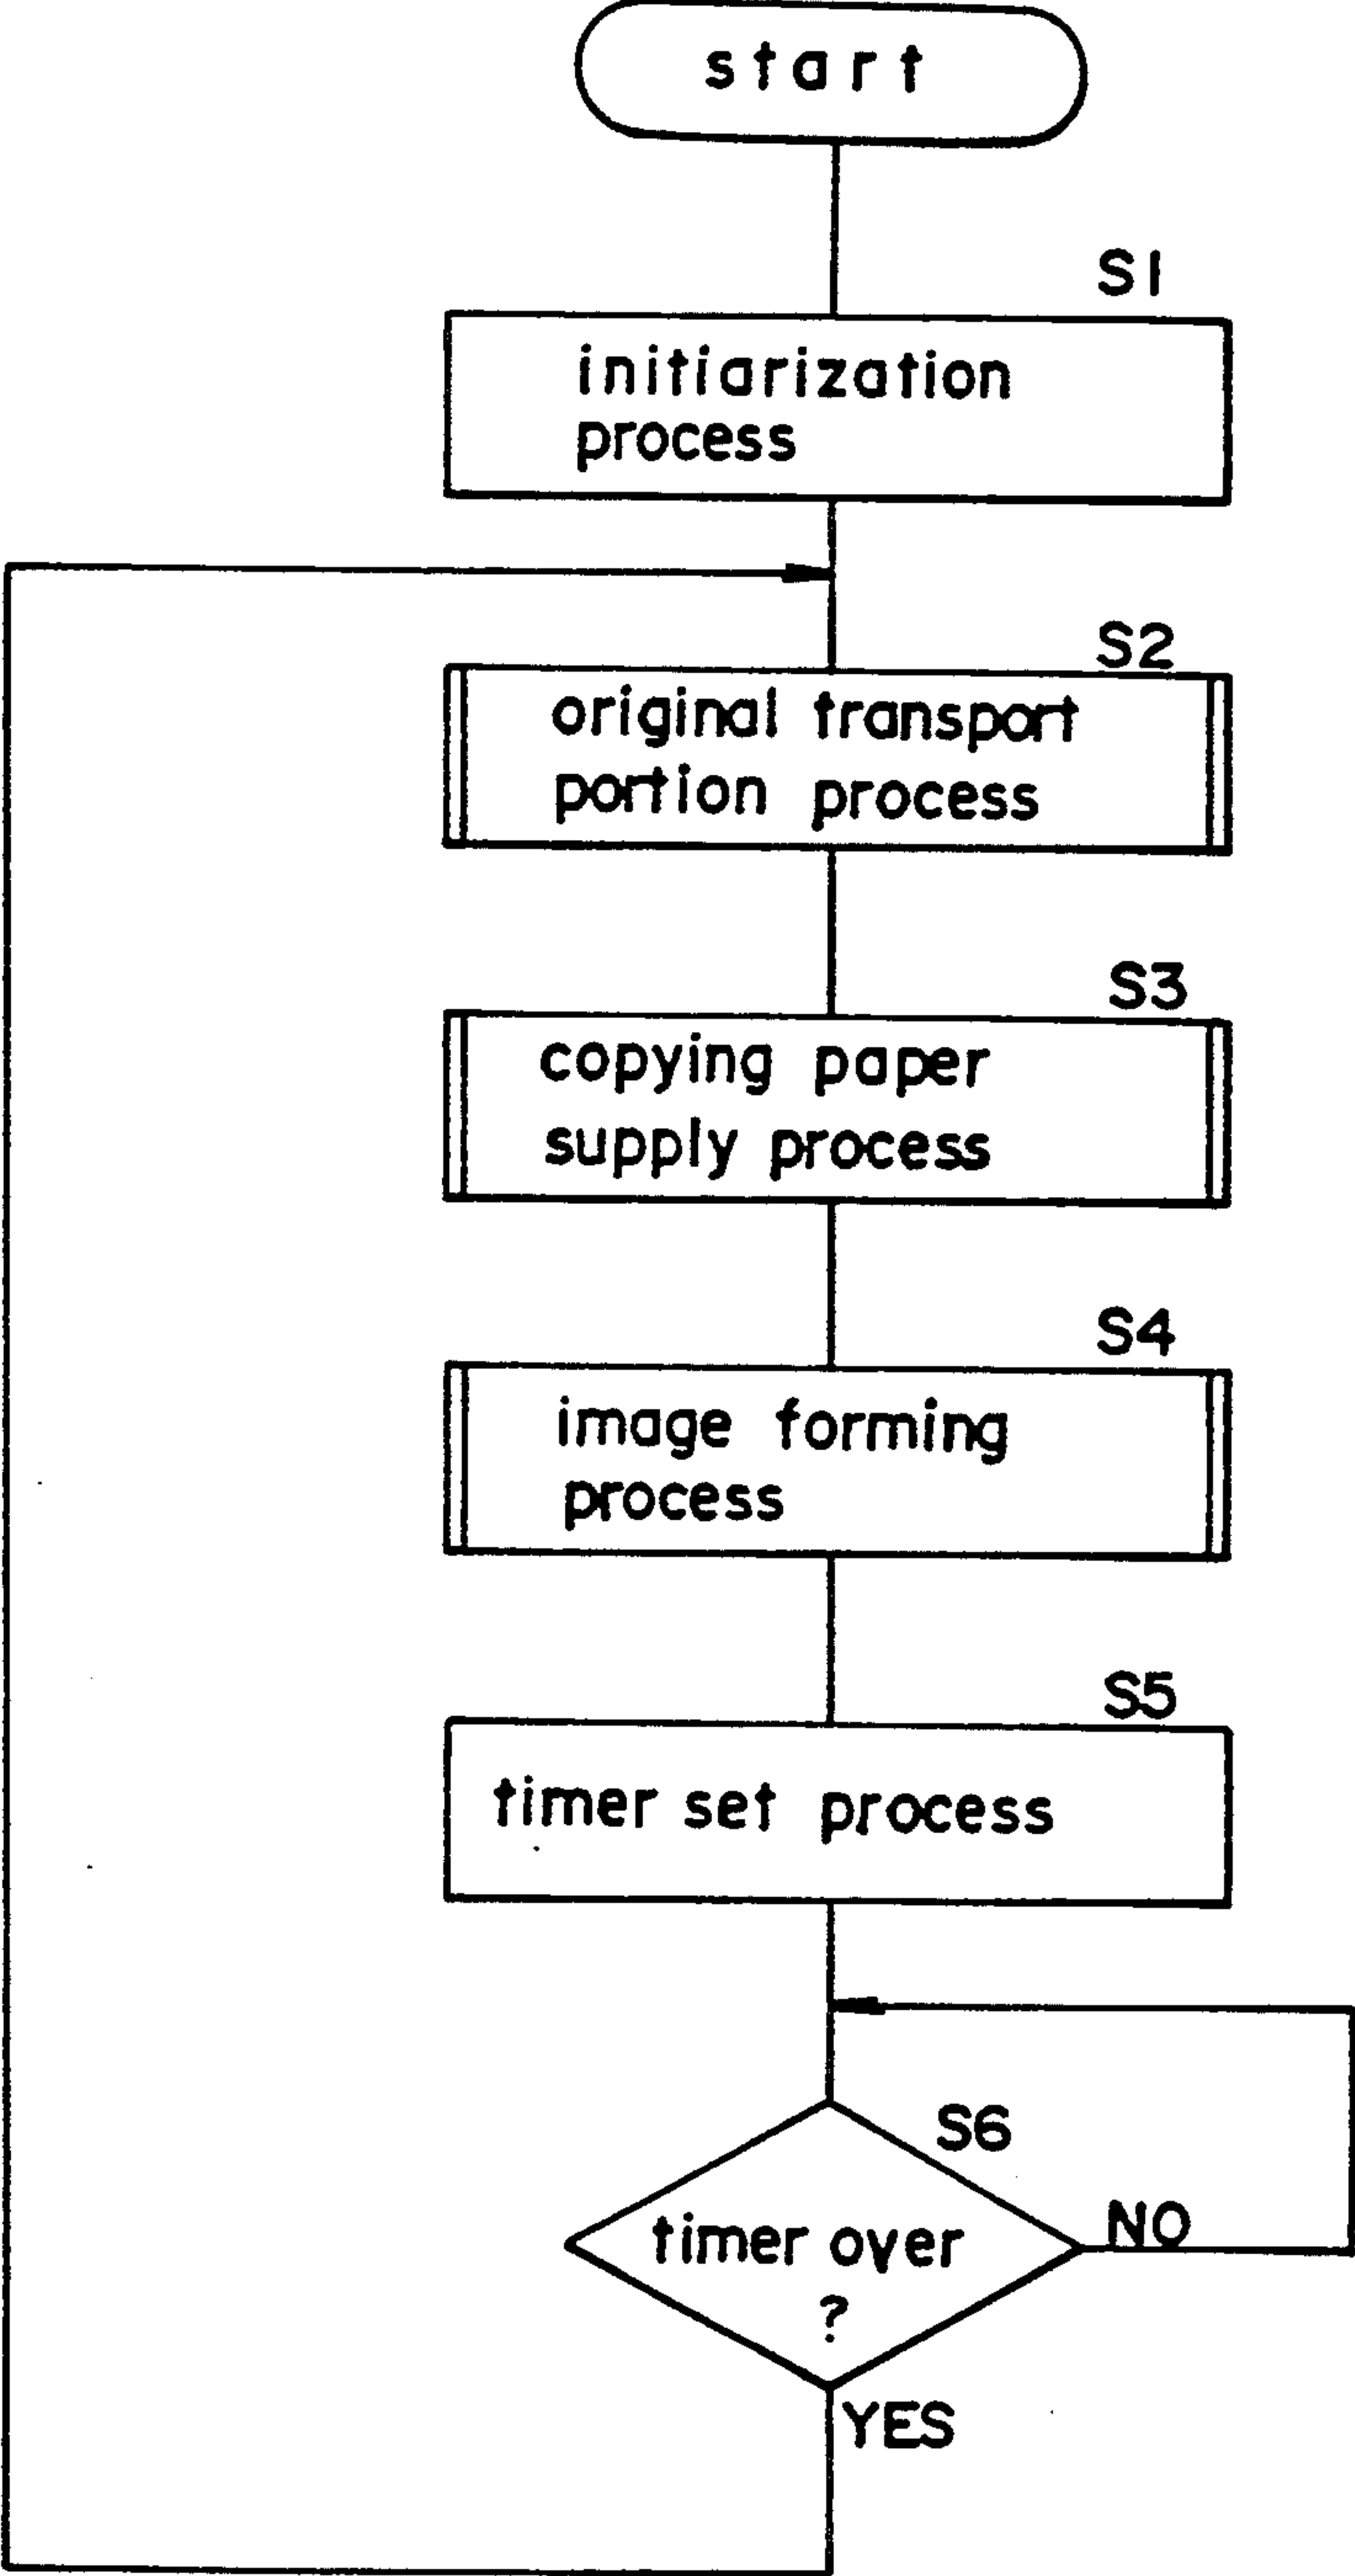 start
S1
initiarization
process
S2
original transport
portion process
S3
copying paper
supply process
S4
image forming
process
S5
timer set process
S6
timer over
?
NO
YES